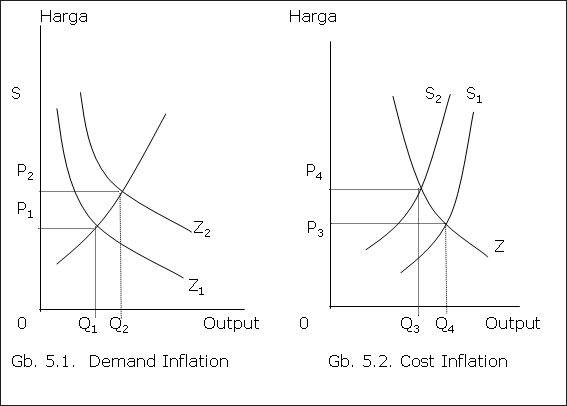 Harga
S
P2
P1
Z2
Z1
0 Q1 Q2 Output
Gb. 5.1. Demand Inflation
Harga
S2 S1
P4
P3
Z
0 Q3 Q4 Output
Gb. 5.2. Cost Inflation